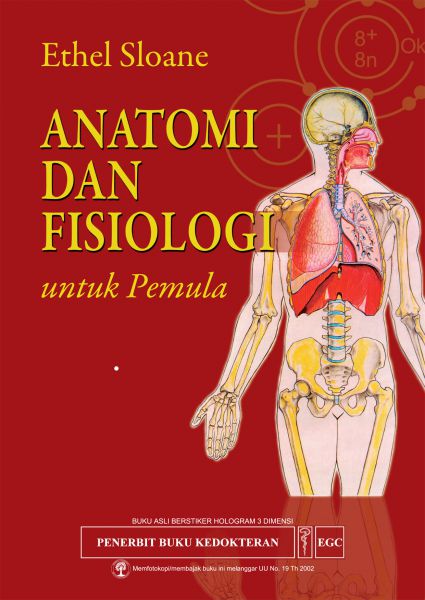 Ethel Sloane
8+
8n
ANATOMI
DAN
FISIOLOGI
untuk Pemula
BUKU ASLI BERSTIKER HOLOGRAM 3 DIMENSI
PENERBIT BUKU KEDOKTERAN
EGC
Memfotokopi/membajak buku ini melanggar UU No. 19 Th 2002